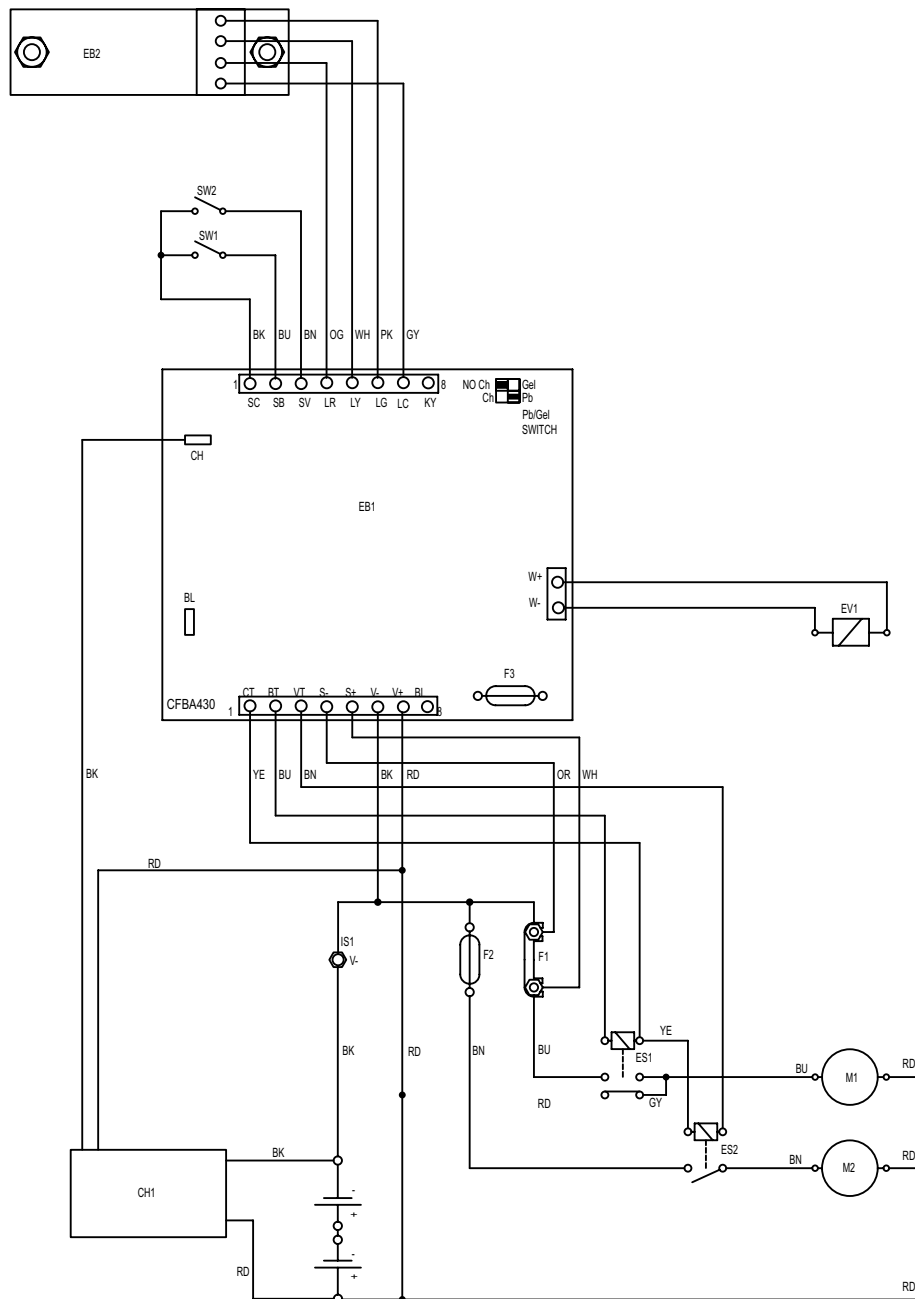 EB2
SW2
SW1
BK BU BN OG WH PK GY
1 8
SC SB SV LR LY LG LC KY
NO Ch Gel
Ch Pb
Pb/Gel
SWITCH
CH
EB1
W+
W-
EV1
BL
F3
CT BT VT S- S+ V- V+ BL
CFBA430
1 8
BK YE BU BN BK RD OR WH
RD
IS1
V-
F2 F1
BK RD BN BU
YE
ES1
BU M1 RD
RD GY
ES2
BK BN M2 RD
CH1
-
+
-
RD +
RD